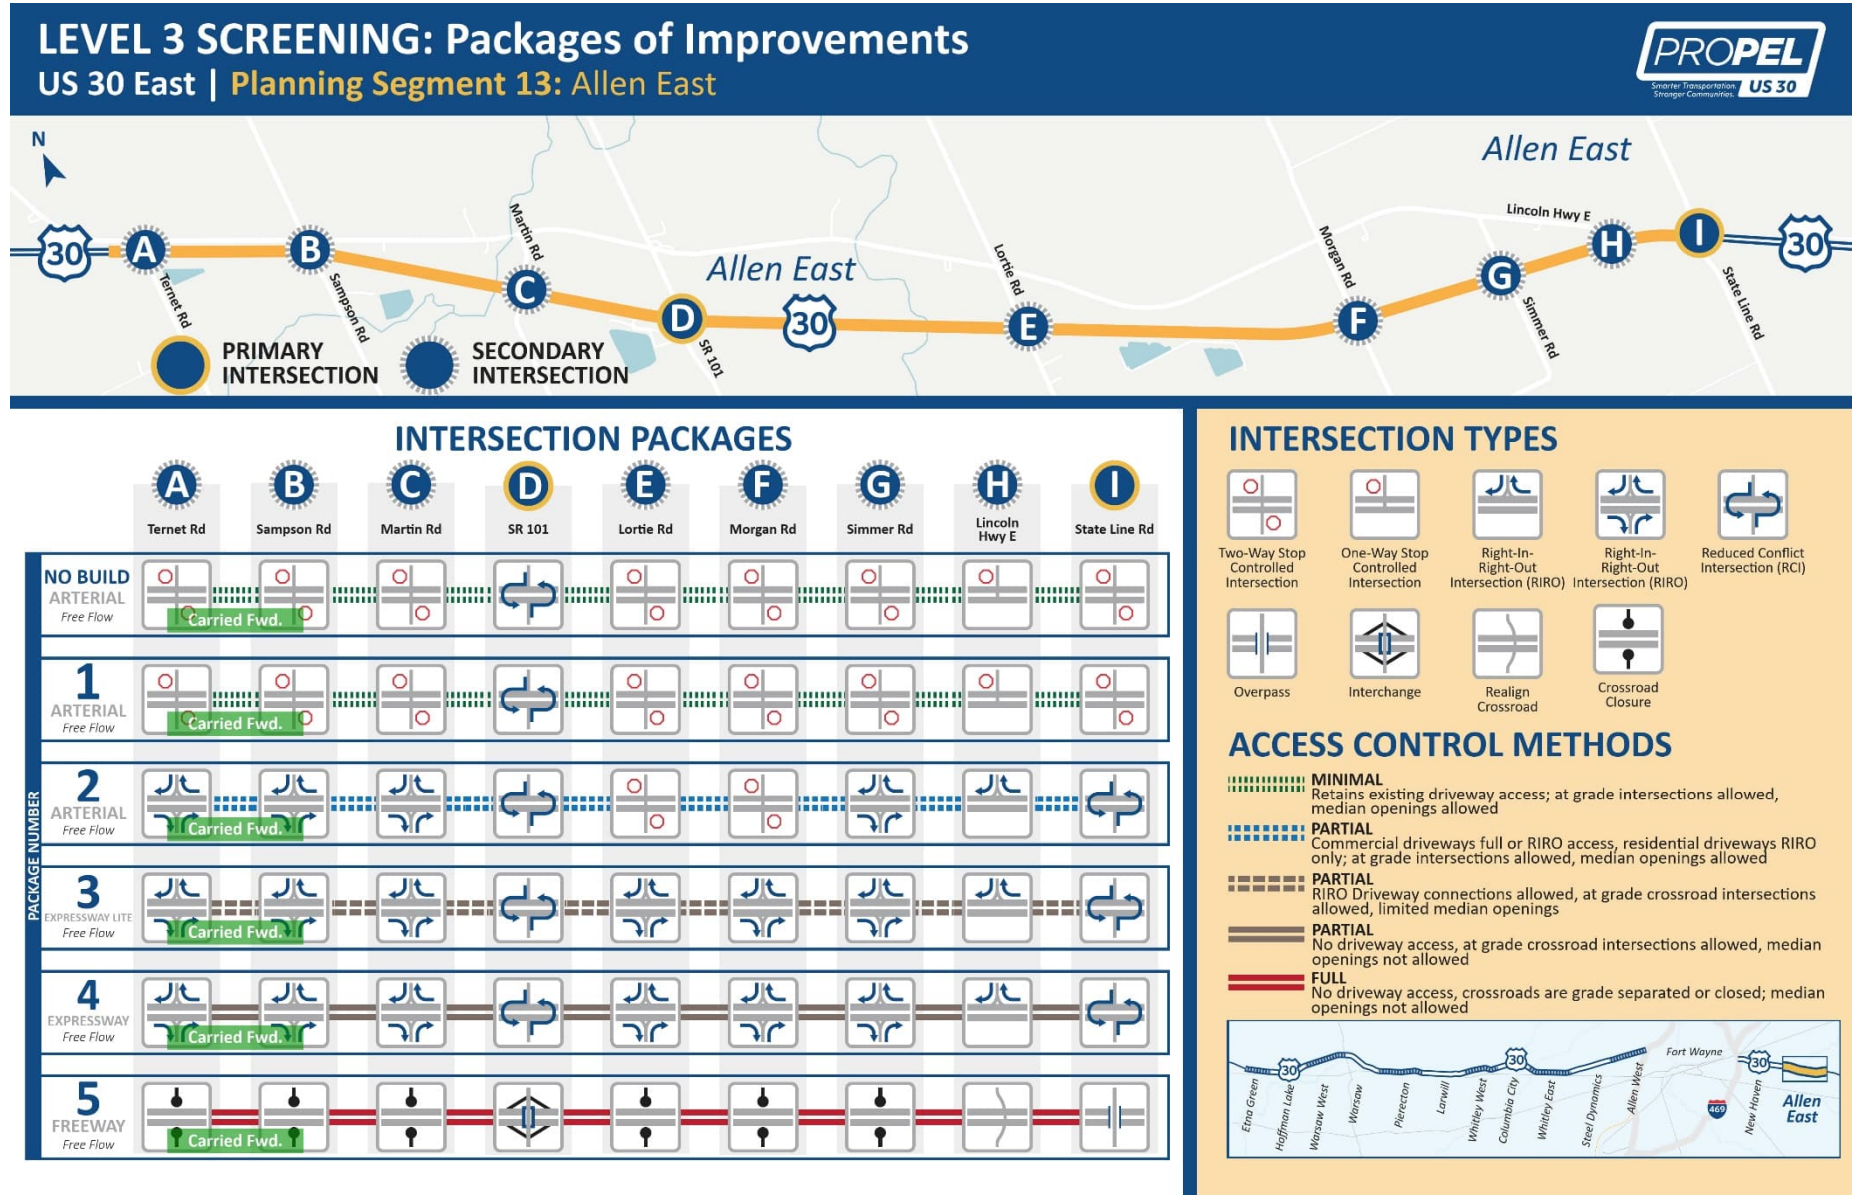 LEVEL 3 SCREENING: Packages of Improvements
US 30 East | Planning Segment 13: Allen East
PROPEL
Smarter Transportation.
Stronger Communities.
US 30
N
Allen East
Lincoln Hwy E
Martin Rd
Morgan Rd
30
A
B
C
D
E
F
G
H
I
30
Allen East
Lortie Rd
30
Ternet Rd
Sampson Rd
SR 101
Simmer Rd
State Line Rd
PRIMARY
INTERSECTION
SECONDARY
INTERSECTION
INTERSECTION PACKAGES
A B C D E F G H I
Ternet Rd Sampson Rd Martin Rd SR 101 Lortie Rd Morgan Rd Simmer Rd Lincoln Hwy E State Line Rd
PACKAGE NUMBER
NO BUILD
ARTERIAL
Free Flow
Carried Fwd.
1
ARTERIAL
Free Flow
Carried Fwd.
2
ARTERIAL
Free Flow
Carried Fwd.
3
EXPRESSWAY LITE
Free Flow
Carried Fwd.
4
EXPRESSWAY
Free Flow
Carried Fwd.
5
FREEWAY
Free Flow
Carried Fwd.
INTERSECTION TYPES
Two-Way Stop
Controlled
Intersection
One-Way Stop
Controlled
Intersection
Right-In-
Right-Out
Intersection (RIRO)
Right-In-
Right-Out
Intersection (RIRO)
Reduced Conflict
Intersection (RCI)
Overpass
Interchange
Realign
Crossroad
Crossroad
Closure
ACCESS CONTROL METHODS
MINIMAL
Retains existing driveway access; at grade intersections allowed,
median openings allowed
PARTIAL
Commercial driveways full or RIRO access, residential driveways RIRO
only; at grade intersections allowed, median openings allowed
PARTIAL
RIRO Driveway connections allowed, at grade crossroad intersections
allowed, limited median openings
PARTIAL
No driveway access, at grade crossroad intersections allowed, median
openings not allowed
FULL
No driveway access, crossroads are grade separated or closed; median
openings not allowed
30
30
30
469
Etna Green
Hoffman Lake
Warsaw West
Warsaw
Pierecton
Larwill
Whitley West
Columbia City
Whitley East
Steel Dynamics
Allen West
Fort Wayne
New Haven
Allen
East